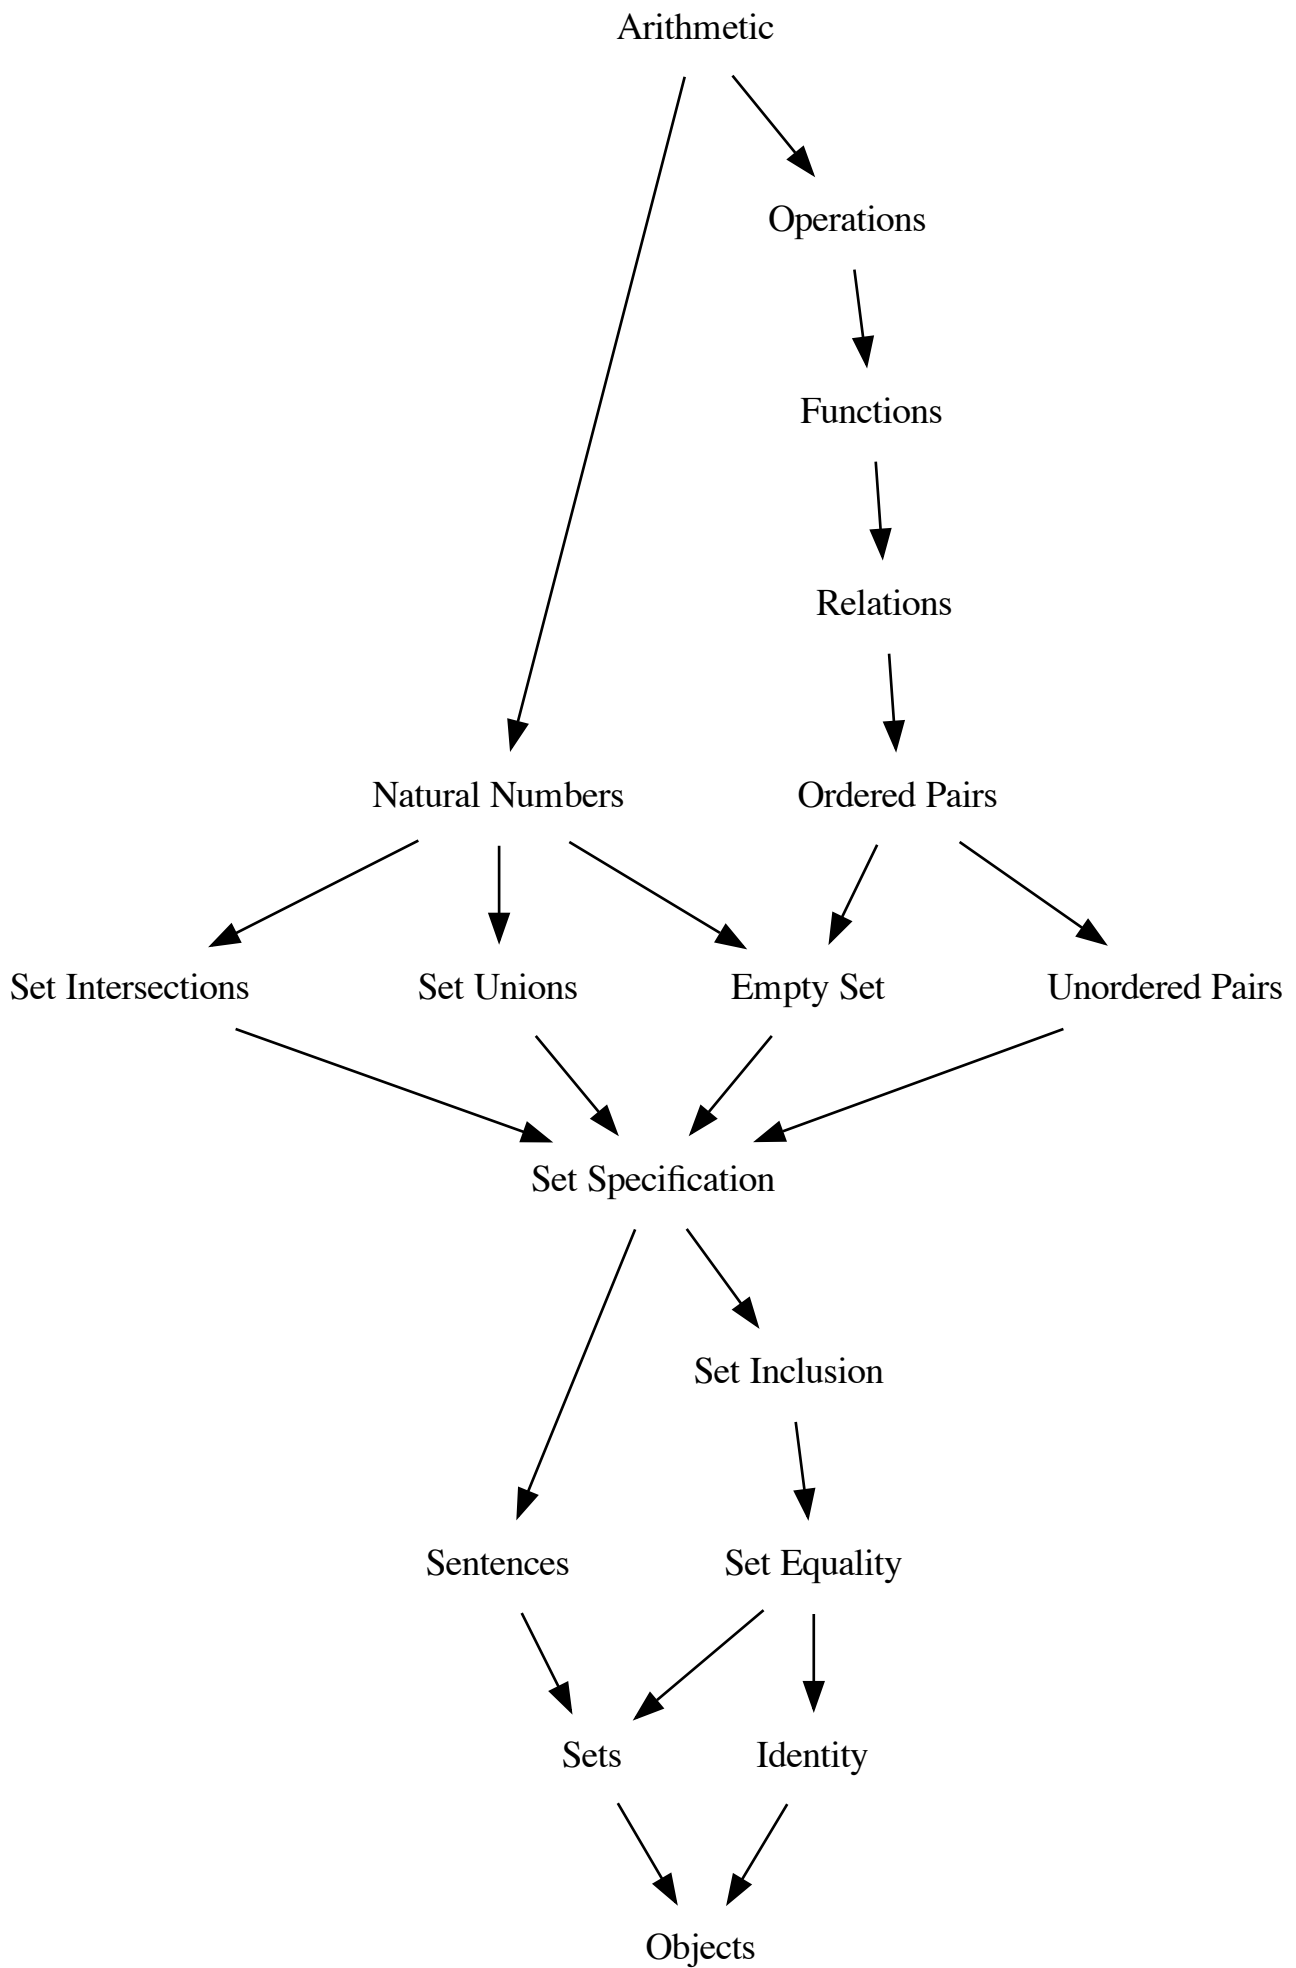 Arithmetic
Operations
Functions
Relations
Natural Numbers
Ordered Pairs
Set Intersections
Set Unions
Empty Set
Unordered Pairs
Set Specification
Set Inclusion
Sentences
Set Equality
Sets
Identity
Objects